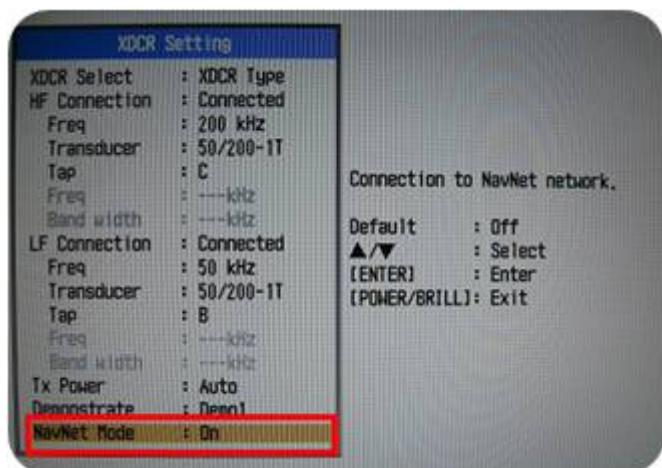 XDCR Setting
XDCR Select : XDCR Type
HF Connection : Connected
Freq : 200 kHz
Transducer : 50/200-1T
Tap : C
Freq : ---kHz
Band width : ---kHz
LF Connection : Connected
Freq : 50 kHz
Transducer : 50/200-1T
Tap : B
Freq : ---kHz
Band width : ---kHz
Tx Power : Auto
Demonstrate : Demo1
NavNet Mode : On
Connection to NavNet network.
Default : Off
▲/▼ : Select
[ENTER] : Enter
[POWER/BRILL]: Exit